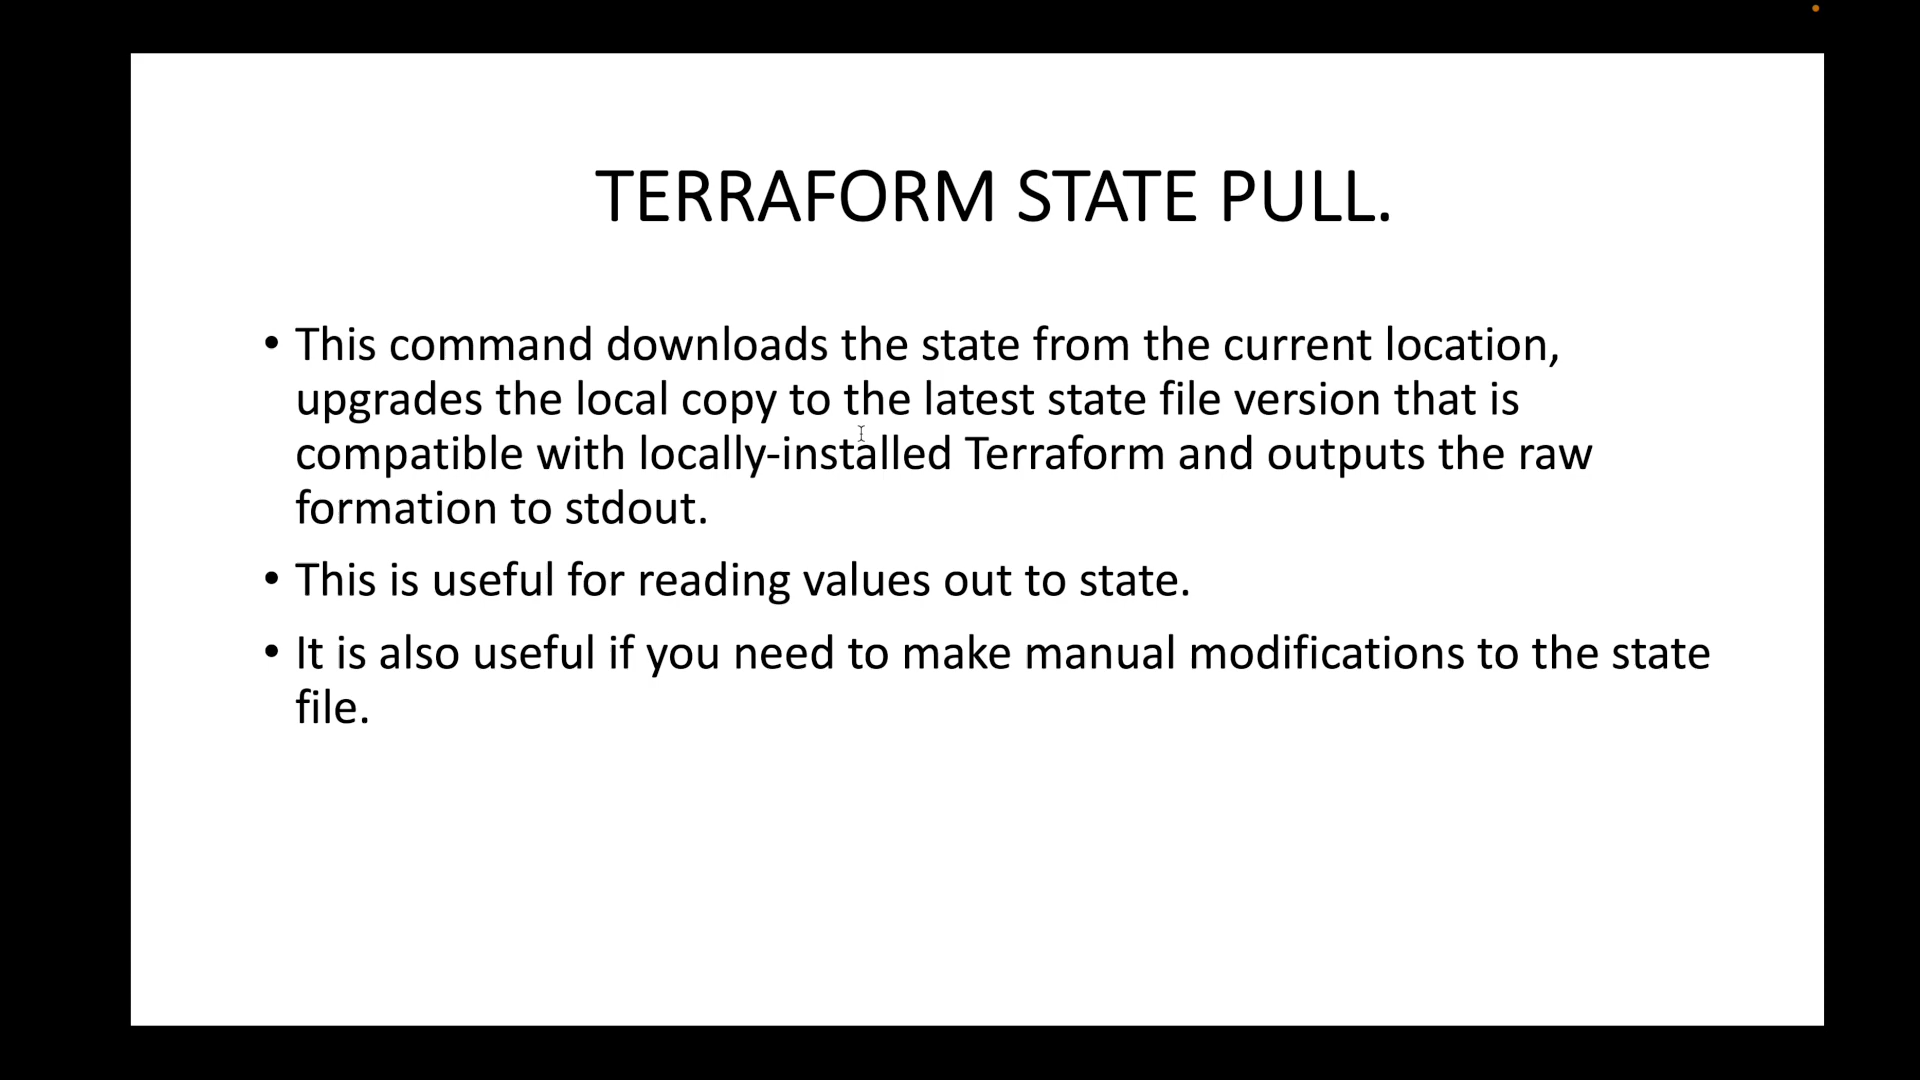 TERRAFORM STATE PULL.
• This command downloads the state from the current location,
upgrades the local copy to the latest state file version that is
compatible with locally-installed Terraform and outputs the raw
formation to stdout.
• This is useful for reading values out to state.
• It is also useful if you need to make manual modifications to the state
file.